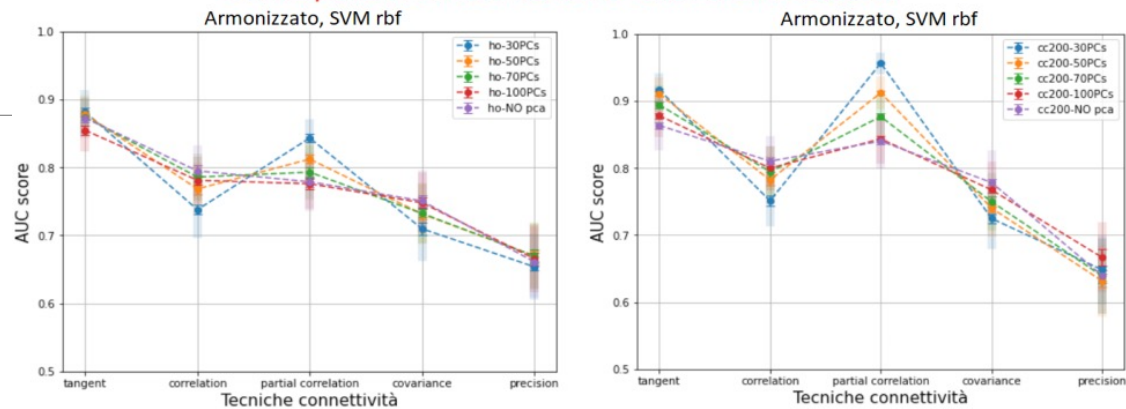 Armonizzato, SVM rbf
1.0
0.9
0.8
0.7
0.6
0.5
AUC score
ho-30PCs
ho-50PCs
ho-70PCs
ho-100PCs
ho-NO pca
tangent
correlation
partial correlation
covariance
precision
Tecniche connettività
Armonizzato, SVM rbf
1.0
0.9
0.8
0.7
0.6
0.5
AUC score
cc200-30PCs
cc200-50PCs
cc200-70PCs
cc200-100PCs
cc200-NO pca
tangent
correlation
partial correlation
covariance
precision
Tecniche connettività